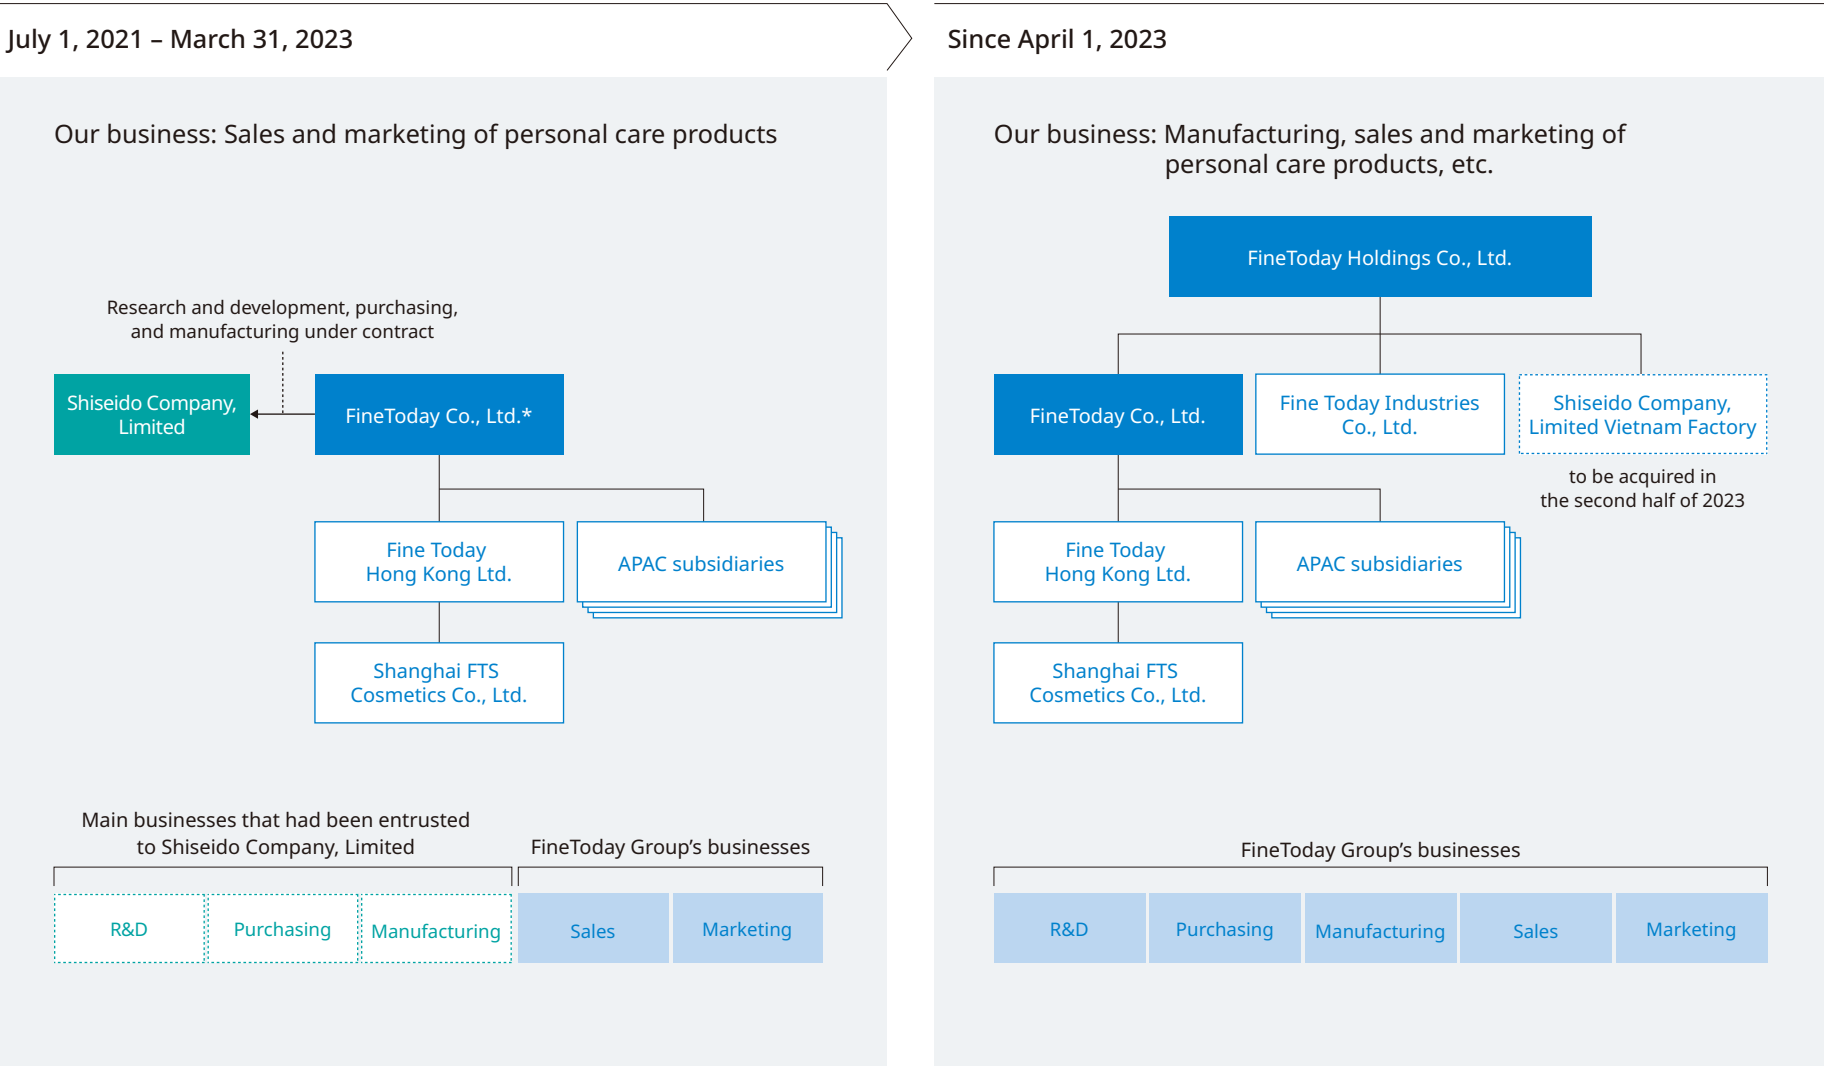 July 1, 2021 – March 31, 2023
Our business: Sales and marketing of personal care products
Research and development, purchasing,
and manufacturing under contract
Shiseido Company,
Limited
FineToday Co., Ltd.*
Fine Today
Hong Kong Ltd.
APAC subsidiaries
Shanghai FTS
Cosmetics Co., Ltd.
Main businesses that had been entrusted
to Shiseido Company, Limited
FineToday Group’s businesses
R&D
Purchasing
Manufacturing
Sales
Marketing
Since April 1, 2023
Our business: Manufacturing, sales and marketing of
personal care products, etc.
FineToday Holdings Co., Ltd.
FineToday Co., Ltd.
Fine Today Industries
Co., Ltd.
Shiseido Company,
Limited Vietnam Factory
to be acquired in
the second half of 2023
Fine Today
Hong Kong Ltd.
APAC subsidiaries
Shanghai FTS
Cosmetics Co., Ltd.
FineToday Group’s businesses
R&D
Purchasing
Manufacturing
Sales
Marketing